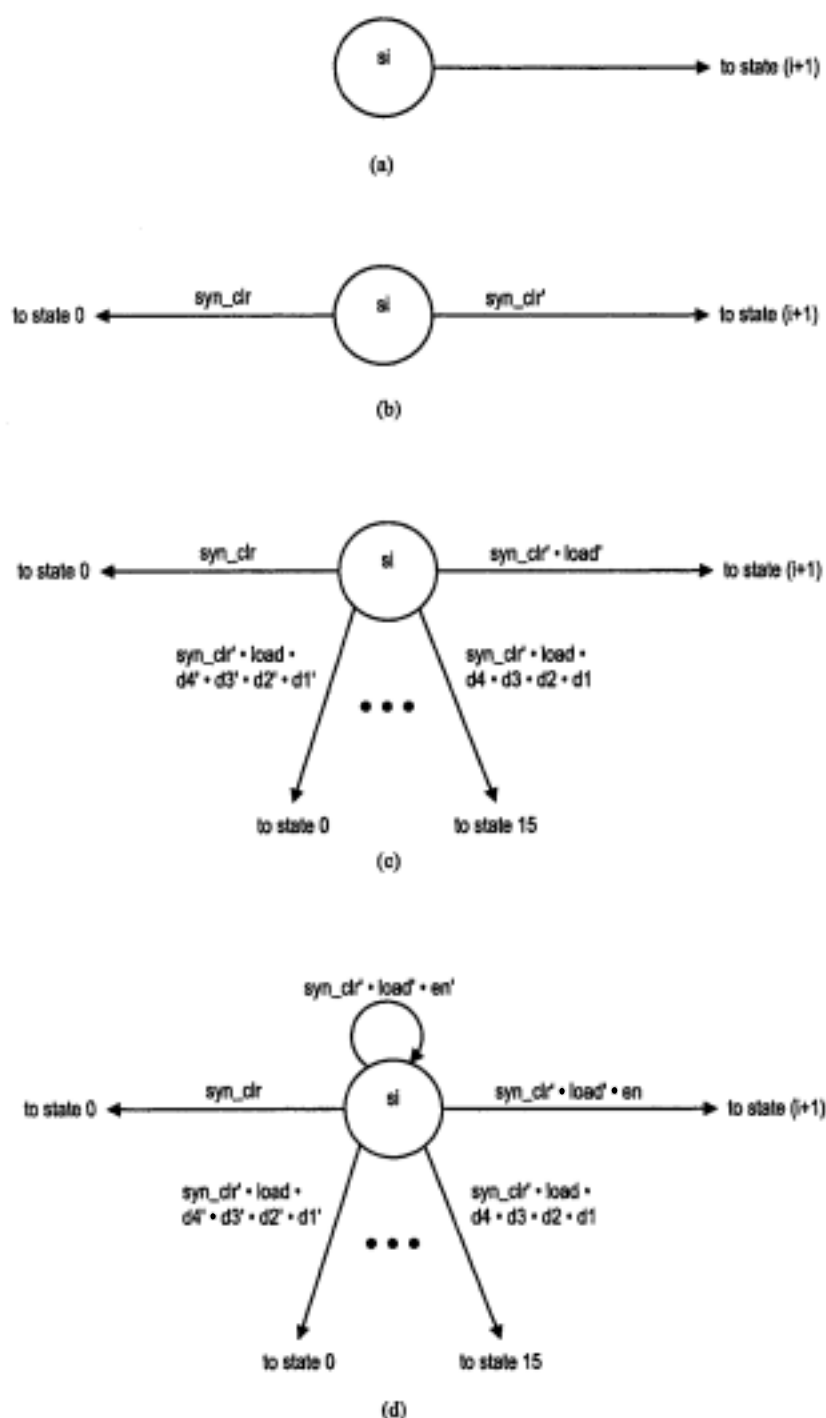 si
to state (i+1)
(a)
to state 0
syn_clr
si
syn_clr'
to state (i+1)
(b)
to state 0
syn_clr
si
syn_clr' • load'
to state (i+1)
syn_clr' • load •
d4' • d3' • d2' • d1'
syn_clr' • load •
d4 • d3 • d2 • d1
• • •
to state 0
to state 15
(c)
syn_clr' • load' • en'
to state 0
syn_clr
si
syn_clr' • load' • en
to state (i+1)
syn_clr' • load •
d4' • d3' • d2' • d1'
syn_clr' • load •
d4 • d3 • d2 • d1
• • •
to state 0
to state 15
(d)